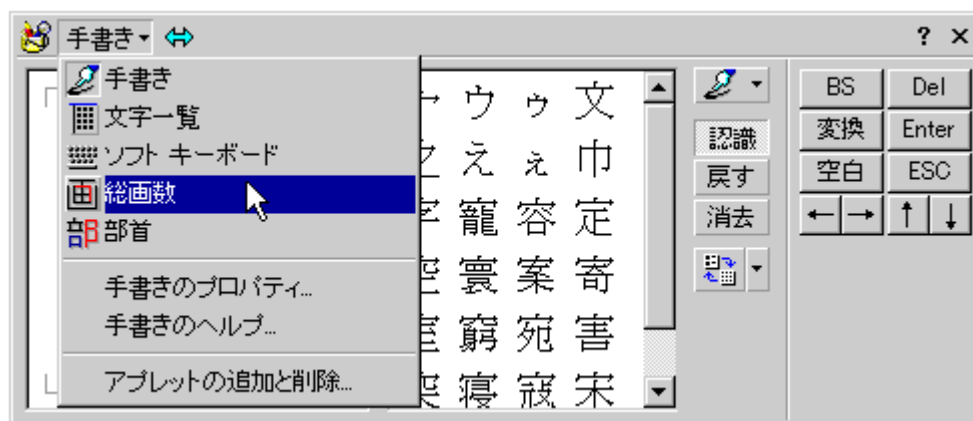 手書き
手書き
文字一覧
ソフト キーボード
総画数
部首
手書きのプロパティ...
手書きのヘルプ...
アプレットの追加と削除...
ウ ゥ 文
え ぇ 巾
寵 容 定
寰 案 寄
窮 宛 害
寝 寇 宋
認識
戻す
消去
? ×
BS Del
変換 Enter
空白 ESC
← → ↑ ↓